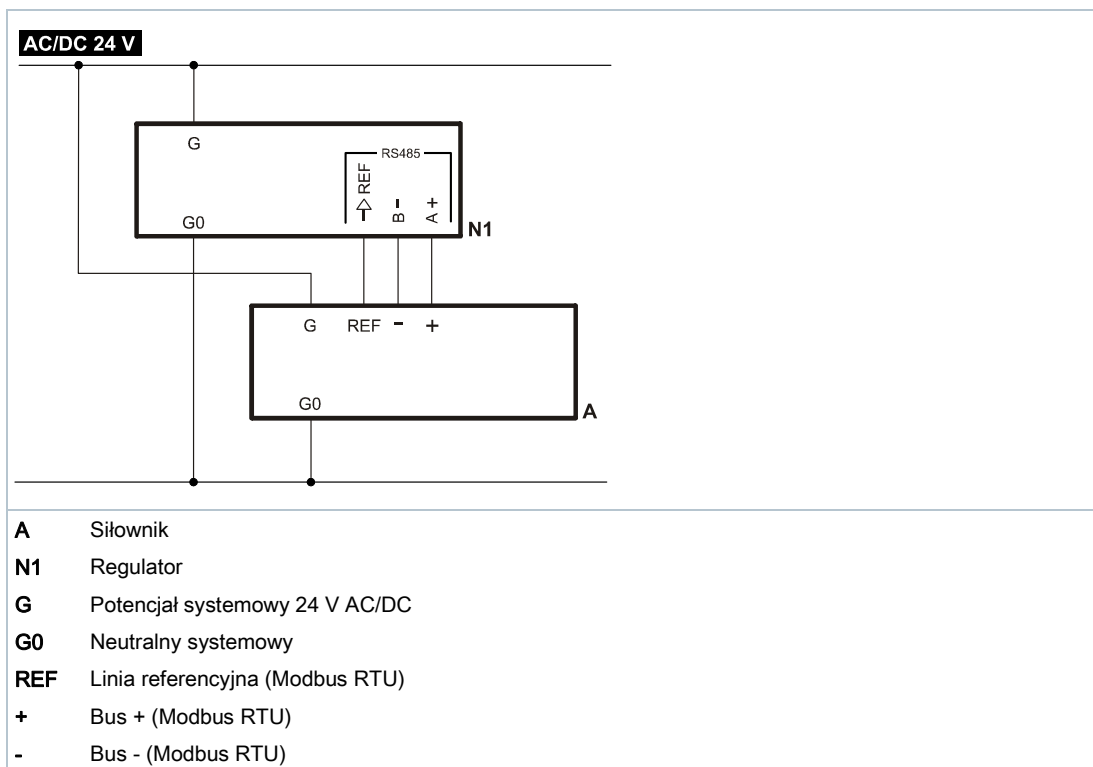 AC/DC 24 V
G
RS485
REF
B -
A +
G0
N1
G REF - +
G0
A
A Siłownik
N1 Regulator
G Potencjał systemowy 24 V AC/DC
G0 Neutralny systemowy
REF Linia referencyjna (Modbus RTU)
+ Bus + (Modbus RTU)
- Bus - (Modbus RTU)